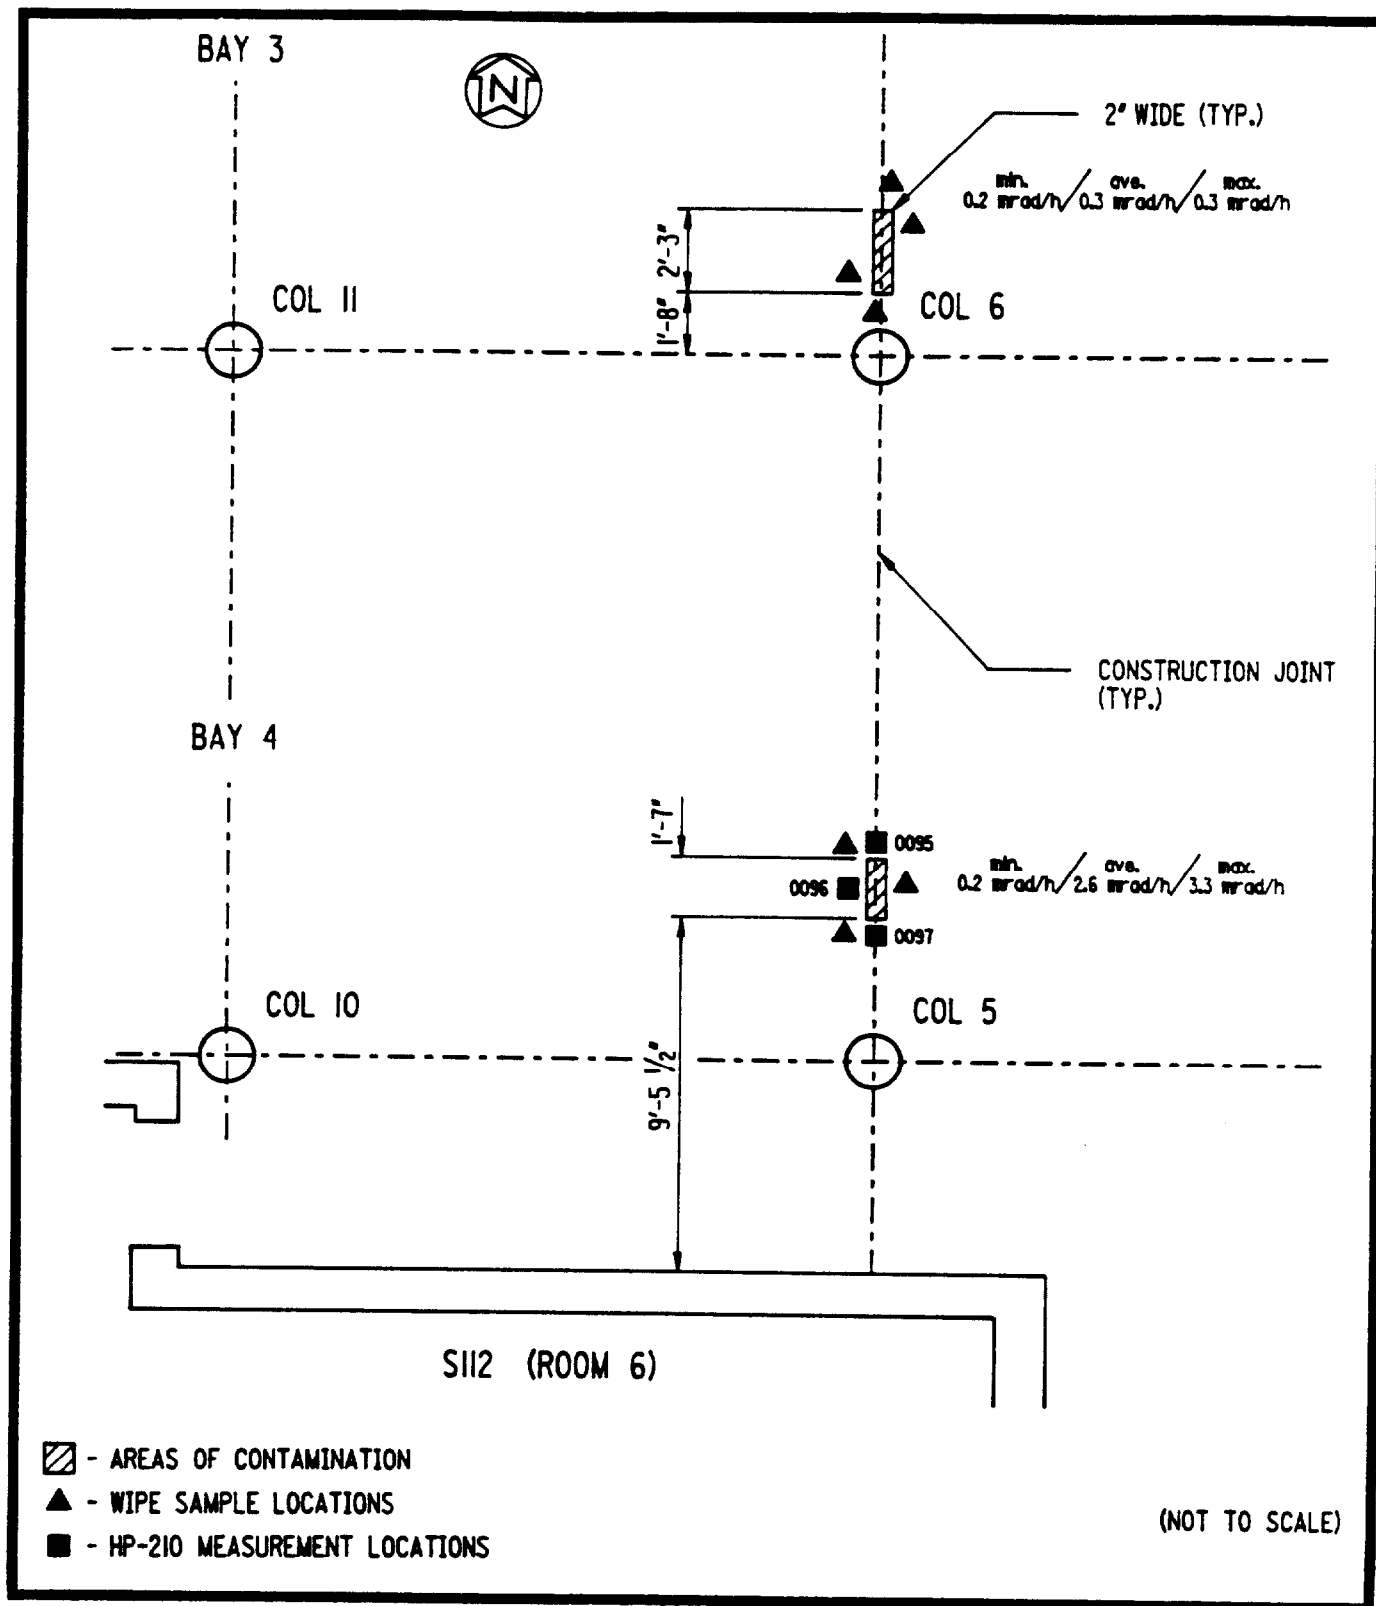 BAY 3
N
2" WIDE (TYP.)
min. ave. max.
0.2 mrad/h / 0.3 mrad/h / 0.3 mrad/h
2'-3"
COL 11
COL 6
1'-8"
CONSTRUCTION JOINT
(TYP.)
BAY 4
1'-7"
0095
min. ave. max.
0096
0.2 mrad/h / 2.6 mrad/h / 3.3 mrad/h
0097
COL 10
COL 5
9'-5 1/2"
S112 (ROOM 6)
- AREAS OF CONTAMINATION
- WIPE SAMPLE LOCATIONS
(NOT TO SCALE)
- HP-210 MEASUREMENT LOCATIONS